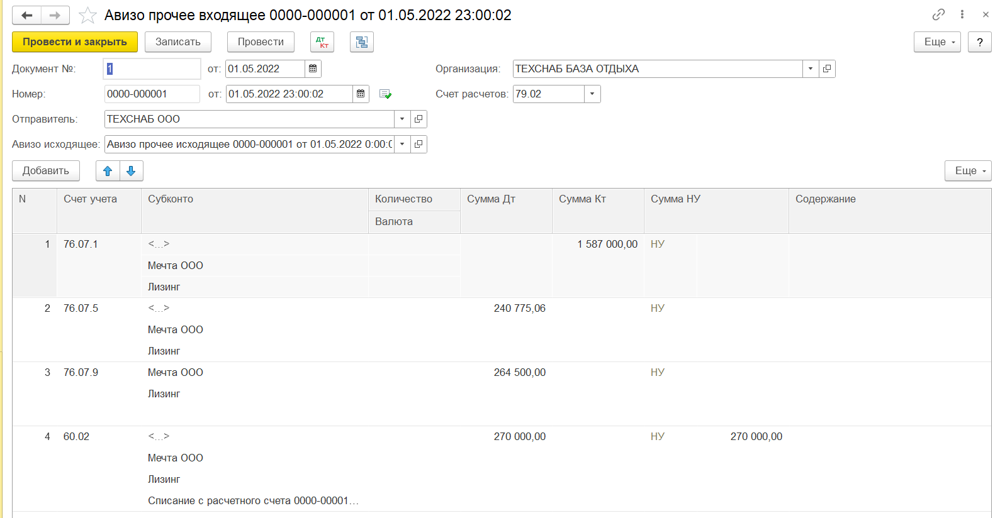 Авизо прочее входящее 0000-000001 от 01.05.2022 23:00:02
Провести и закрыть Записать Провести Дт Кт Еще ?
Документ №: 1 от: 01.05.2022 Организация: ТЕХСНАБ БАЗА ОТДЫХА
Номер: 0000-000001 от: 01.05.2022 23:00:02 Счет расчетов: 79.02
Отправитель: ТЕХСНАБ ООО
Авизо исходящее: Авизо прочее исходящее 0000-000001 от 01.05.2022 0:00:0
Добавить Еще
N Счет учета Субконто Количество Сумма Дт Сумма Кт Сумма НУ Содержание
Валюта
1 76.07.1 <...> 1 587 000,00 НУ
Мечта ООО
Лизинг
2 76.07.5 <...> 240 775,06 НУ
Мечта ООО
Лизинг
3 76.07.9 Мечта ООО 264 500,00 НУ
Лизинг
4 60.02 <...> 270 000,00 НУ 270 000,00
Мечта ООО
Лизинг
Списание с расчетного счета 0000-00001...